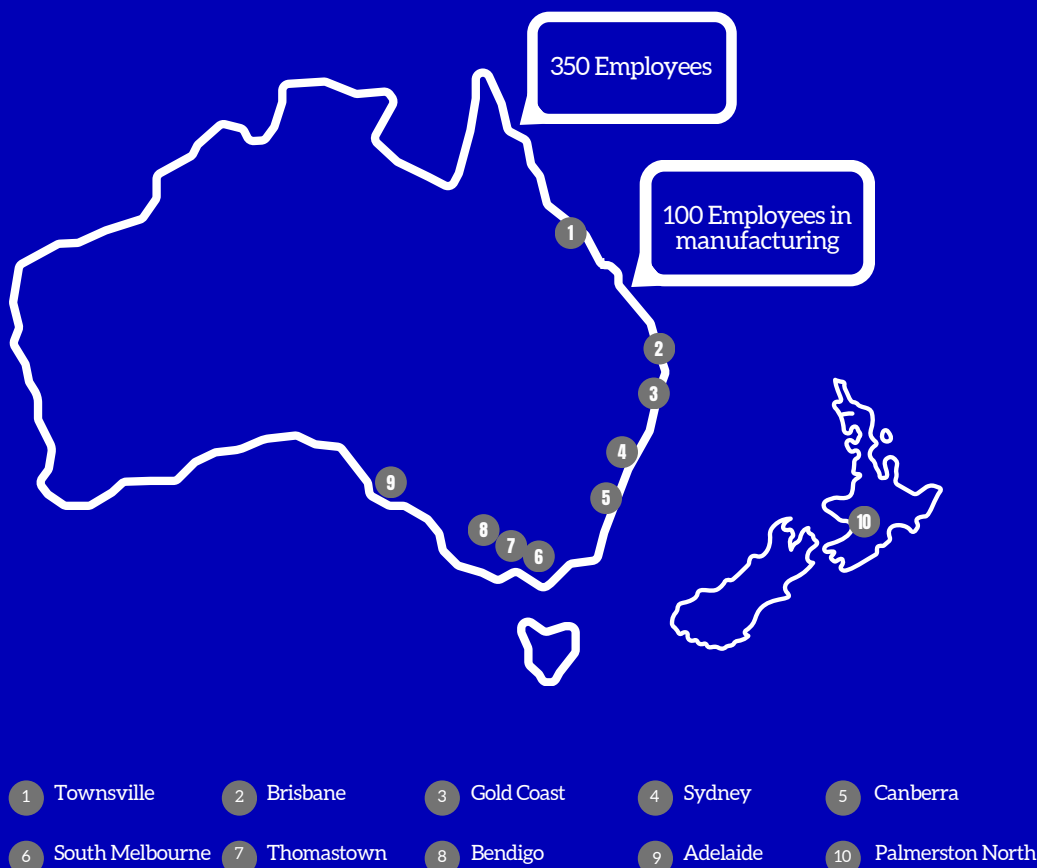 350 Employees
100 Employees in
manufacturing
1
2
3
4
5
9
8
7
6
10
1 Townsville
2 Brisbane
3 Gold Coast
4 Sydney
5 Canberra
6 South Melbourne
7 Thomastown
8 Bendigo
9 Adelaide
10 Palmerston North